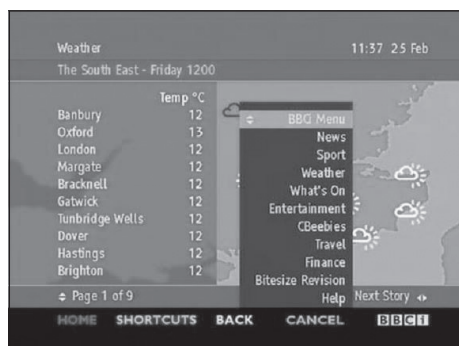 Weather 11:37 25 Feb
The South East - Friday 1200
Temp °C
Banbury 12
Oxford 13
London 12
Margate 12
Bracknell 12
Gatwick 12
Tunbridge Wells 12
Dover 12
Hastings 12
Brighton 12
BBC Menu
News
Sport
Weather
What's On
Entertainment
CBeebies
Travel
Finance
Bitesize Revision
Help
Page 1 of 9 Next Story
HOME SHORTCUTS BACK CANCEL BBCi